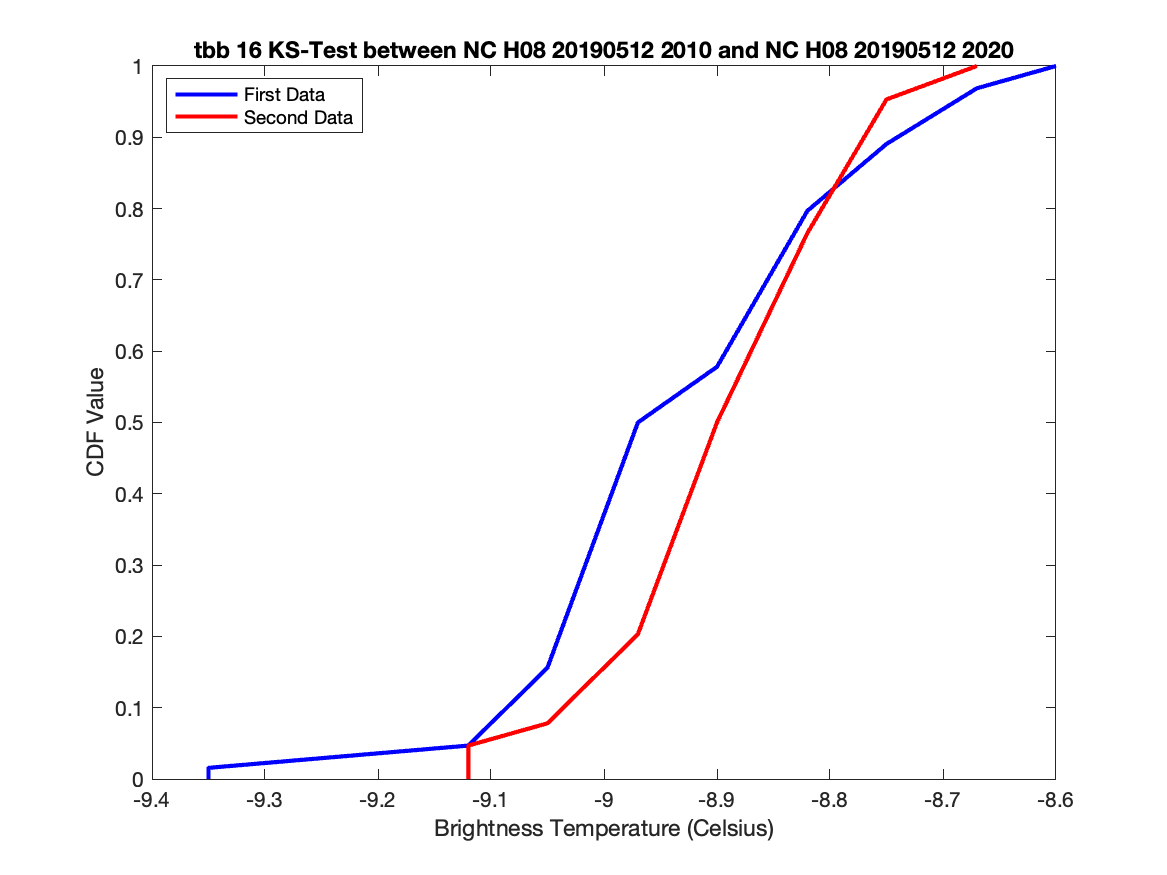 tbb 16 KS-Test between NC H08 20190512 2010 and NC H08 20190512 2020
First Data
Second Data
1
0.9
0.8
0.7
0.6
0.5
0.4
0.3
0.2
0.1
0
CDF Value
-9.4 -9.3 -9.2 -9.1 -9 -8.9 -8.8 -8.7 -8.6
Brightness Temperature (Celsius)